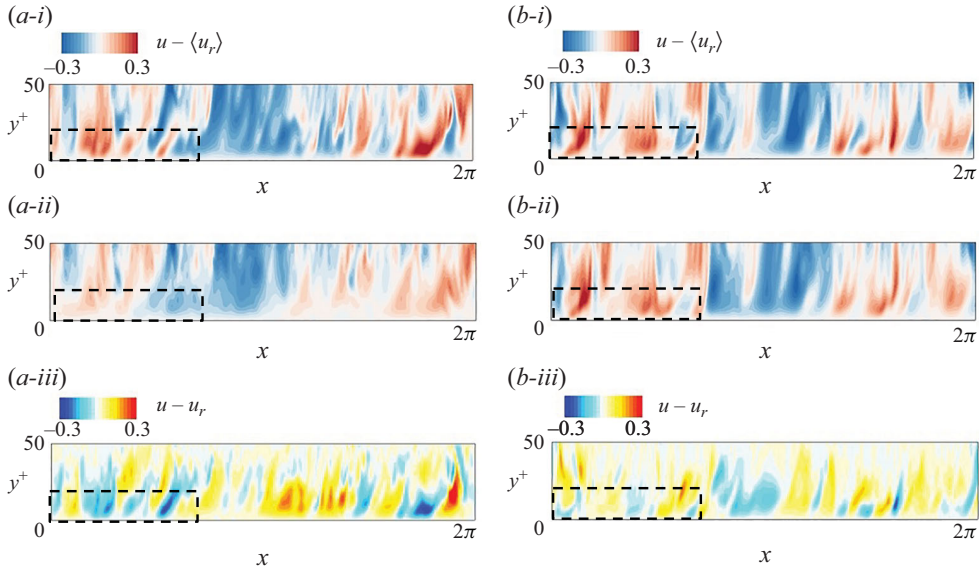 (a-i) (b-i)
u − ⟨u_r⟩ u − ⟨u_r⟩
−0.3 0.3 −0.3 0.3
50 50
y⁺ y⁺
0 0
x 2π x 2π
(a-ii) (b-ii)
50 50
y⁺ y⁺
0 0
x 2π x 2π
(a-iii) (b-iii)
u − u_r u − u_r
−0.3 0.3 −0.3 0.3
50 50
y⁺ y⁺
0 0
x 2π x 2π